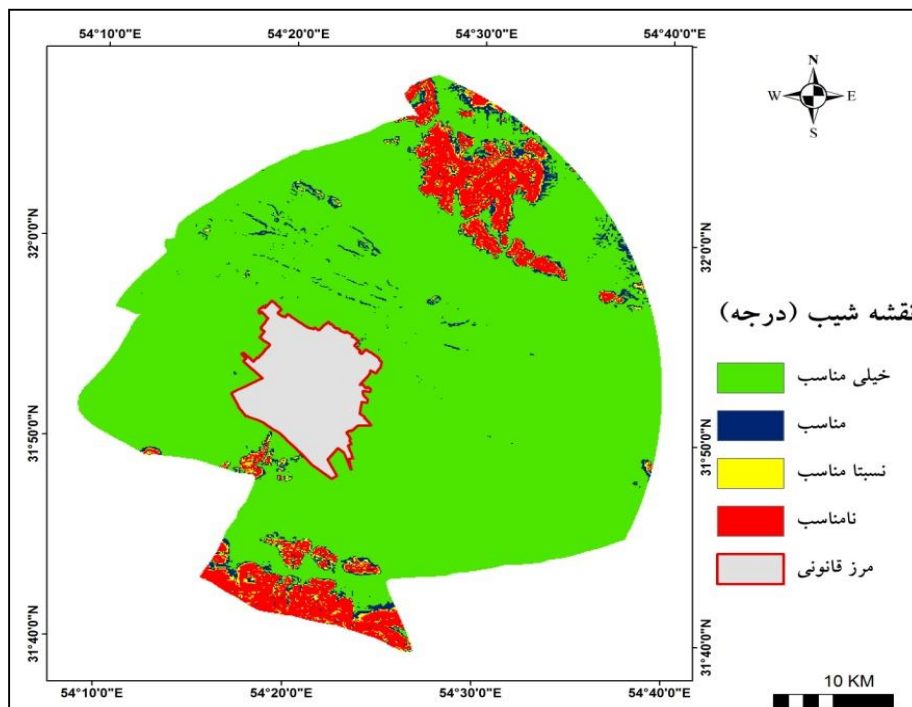 54°10'0"E 54°20'0"E 54°30'0"E 54°40'0"E
N
W E
S
32°0'0"N 32°0'0"N
نقشه شیب (درجه)
خیلی مناسب
مناسب
31°50'0"N 31°50'0"N
نسبتا مناسب
نامناسب
مرز قانونی
31°40'0"N 31°40'0"N
10 KM
54°10'0"E 54°20'0"E 54°30'0"E 54°40'0"E